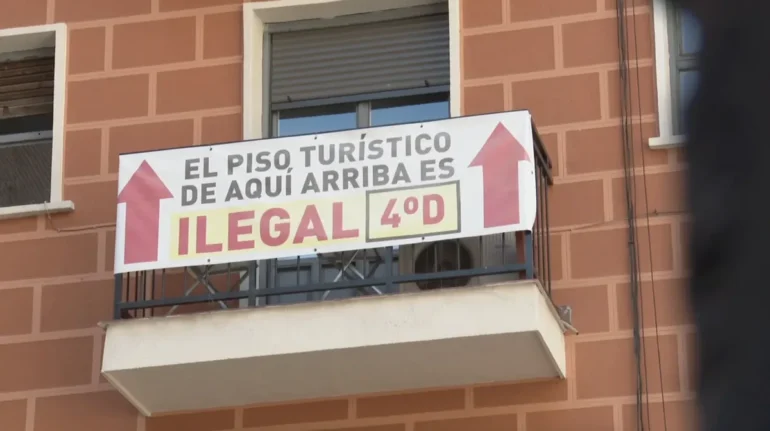 EL PISO TURÍSTICO
DE AQUÍ ARRIBA ES
ILEGAL 4ºD